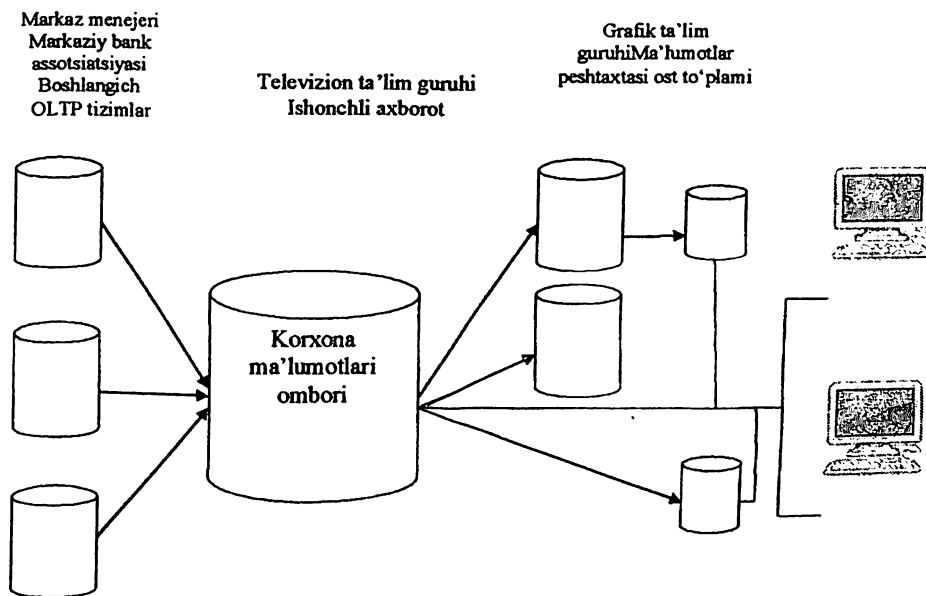 Markaz menejeri
Markaziy bank
assotsiatsiyasi
Boshlangich
OLTP tizimlar
Televizion ta’lim guruhi
Ishonchli axborot
Grafik ta’lim
guruhiMa’lumotlar
peshtaxtasi ost to‘plami
Korxona
ma’lumotlari
ombori